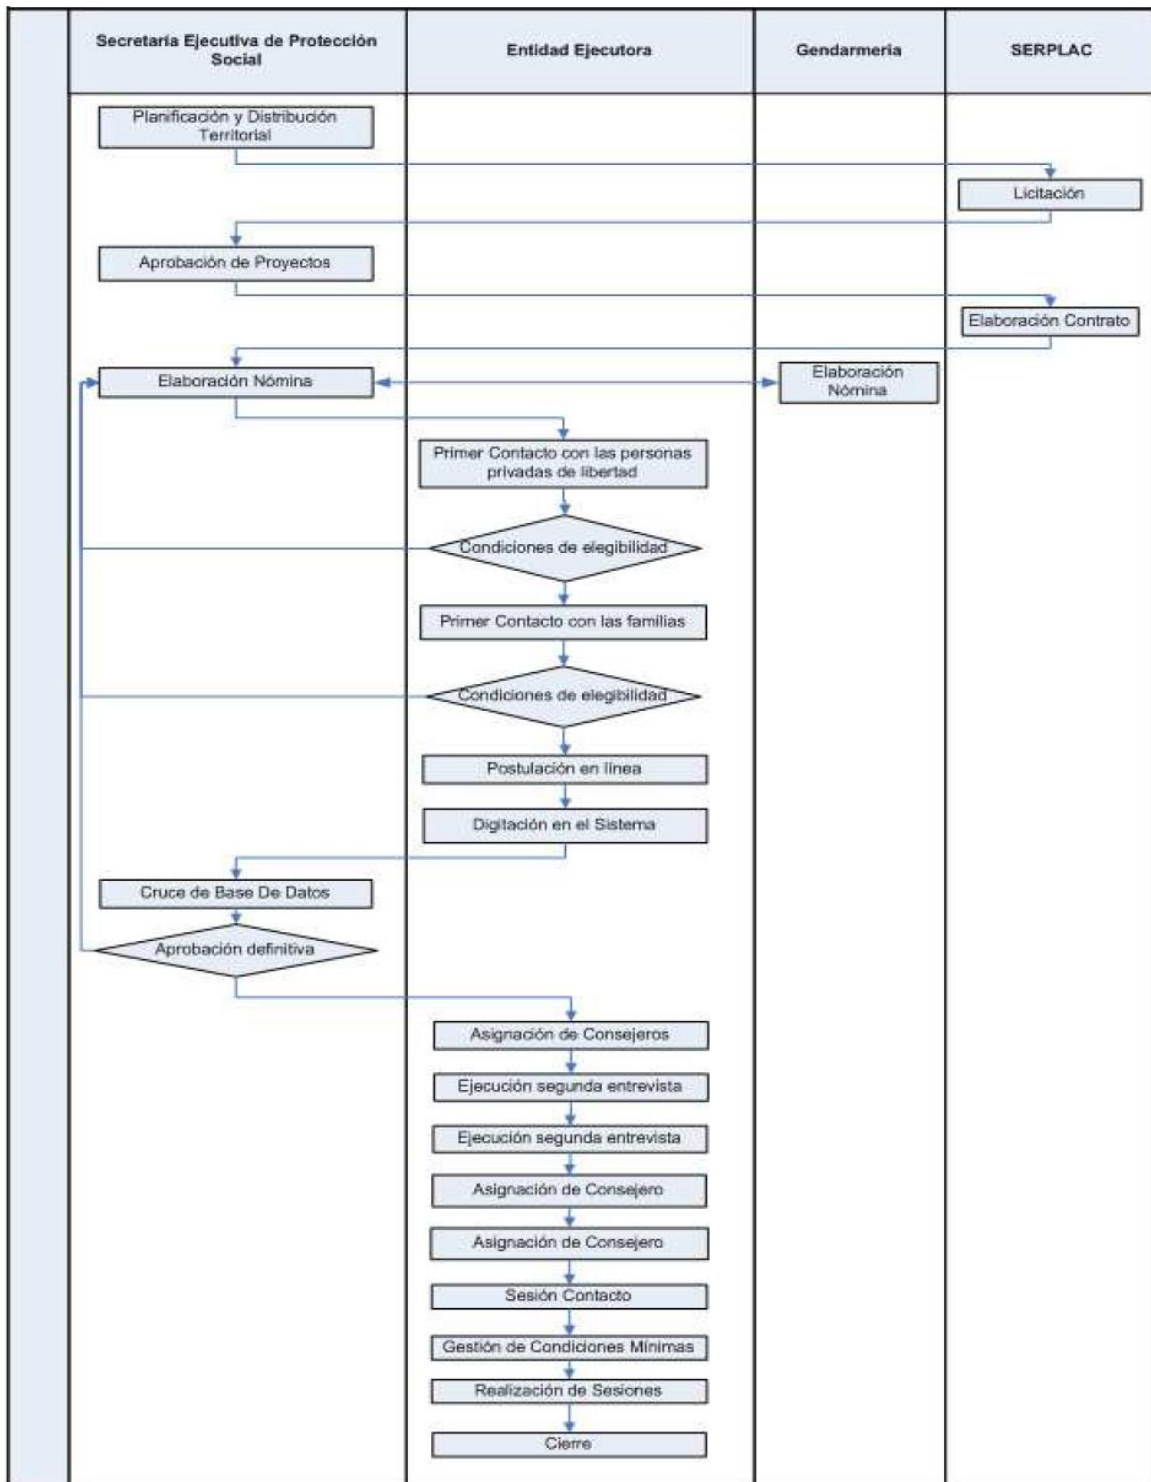 Secretaría Ejecutiva de Protección
Social
Entidad Ejecutora
Gendarmeria
SERPLAC
Planificación y Distribución
Territorial
Licitación
Aprobación de Proyectos
Elaboración Contrato
Elaboración Nómina
Elaboración
Nómina
Primer Contacto con las personas
privadas de libertad
Condiciones de elegibilidad
Primer Contacto con las familias
Condiciones de elegibilidad
Postulación en línea
Digitación en el Sistema
Cruce de Base De Datos
Aprobación definitiva
Asignación de Consejeros
Ejecución segunda entrevista
Ejecución segunda entrevista
Asignación de Consejero
Asignación de Consejero
Sesión Contacto
Gestión de Condiciones Mínimas
Realización de Sesiones
Cierre